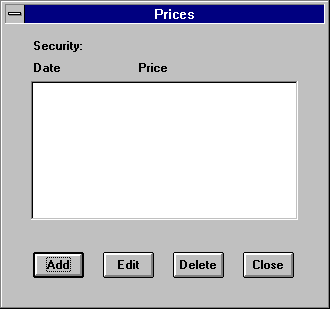 Prices
Security:
Date Price
Add Edit Delete Close